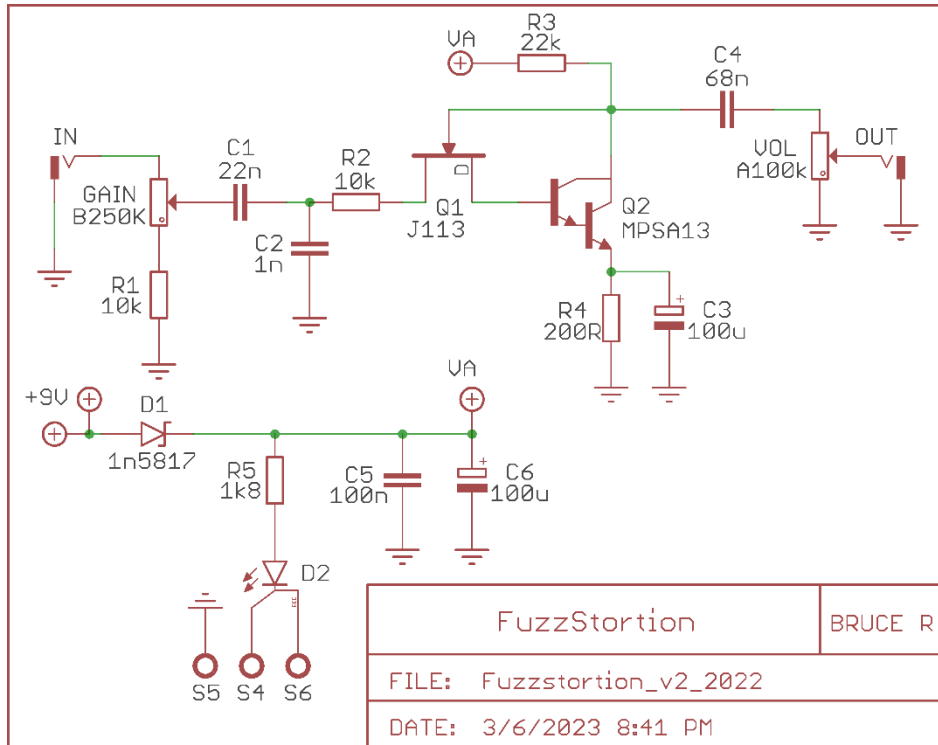 R3
22k
VA
C4
68n
IN
C1
22n
R2
10k
VOL
A100k
OUT
GAIN
B250K
D
Q1
J113
Q2
MPSA13
C2
1n
R1
10k
R4
200R
+
C3
100u
+9V
D1
1n5817
VA
R5
1k8
C5
100n
+
C6
100u
D2
S5
S4
S6
FuzzStortion
BRUCE R
FILE: Fuzzstortion_v2_2022
DATE: 3/6/2023 8:41 PM